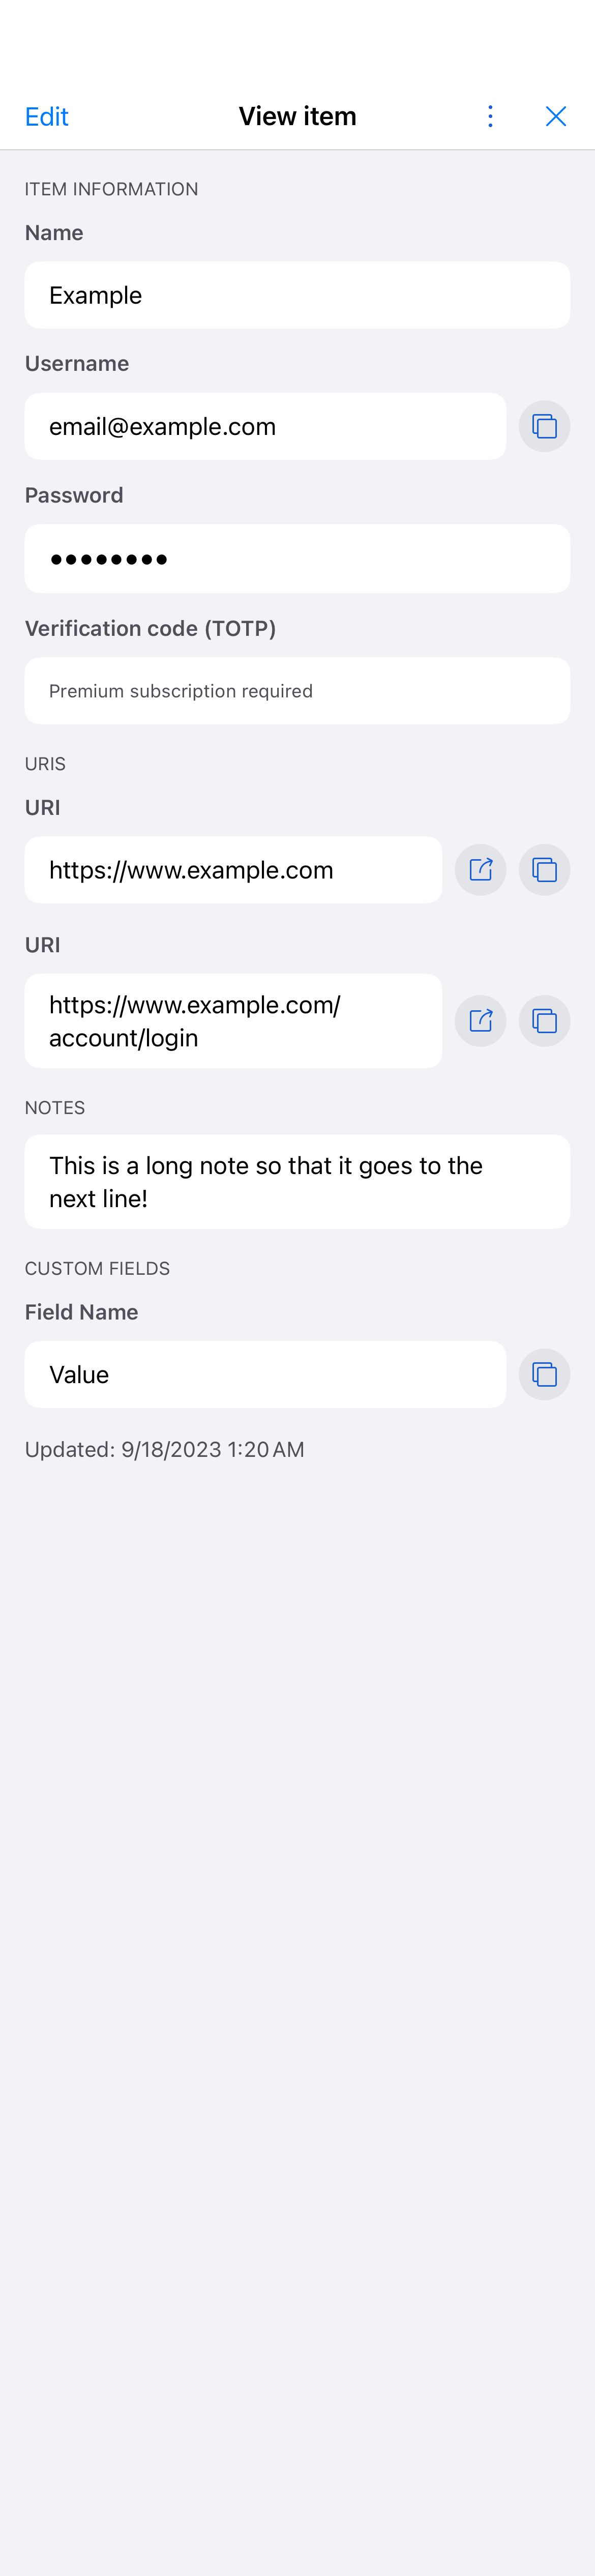 Edit
View item
ITEM INFORMATION
Name
Example
Username
email@example.com
Password
••••••••
Verification code (TOTP)
Premium subscription required
URIS
URI
https://www.example.com
URI
https://www.example.com/
account/login
NOTES
This is a long note so that it goes to the
next line!
CUSTOM FIELDS
Field Name
Value
Updated: 9/18/2023 1:20 AM